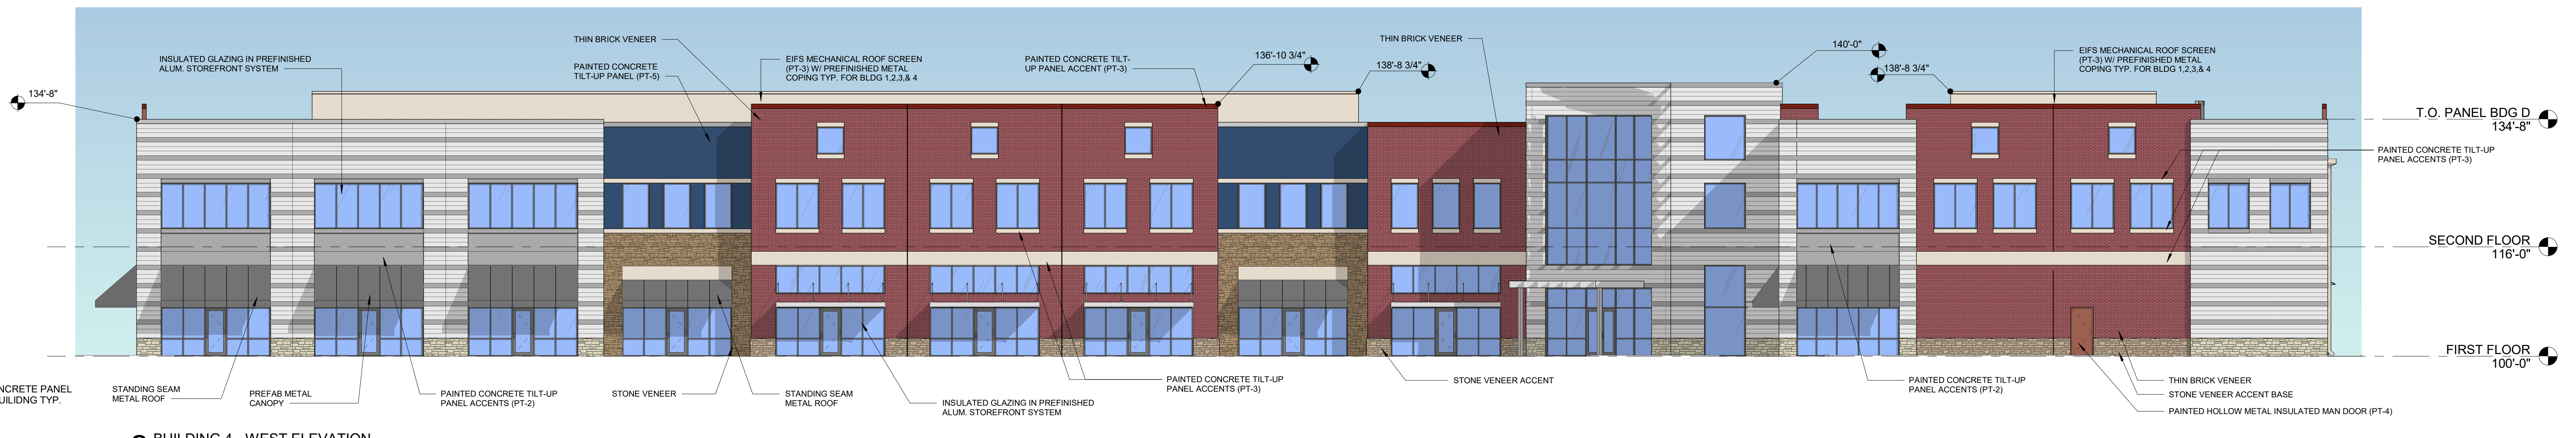 THIN BRICK VENEER
THIN BRICK VENEER
INSULATED GLAZING IN PREFINISHED
ALUM. STOREFRONT SYSTEM
PAINTED CONCRETE
TILT-UP PANEL (PT-5)
EIFS MECHANICAL ROOF SCREEN
(PT-3) W/ PREFINISHED METAL
COPING TYP. FOR BLDG 1,2,3,& 4
PAINTED CONCRETE TILT-
UP PANEL ACCENT (PT-3)
136'-10 3/4"
138'-8 3/4"
140'-0"
138'-8 3/4"
EIFS MECHANICAL ROOF SCREEN
(PT-3) W/ PREFINISHED METAL
COPING TYP. FOR BLDG 1,2,3,& 4
134'-8"
T.O. PANEL BDG D
134'-8"
PAINTED CONCRETE TILT-UP
PANEL ACCENTS (PT-3)
SECOND FLOOR
116'-0"
FIRST FLOOR
100'-0"
NCRETE PANEL
UILIDNG TYP.
STANDING SEAM
METAL ROOF
PREFAB METAL
CANOPY
PAINTED CONCRETE TILT-UP
PANEL ACCENTS (PT-2)
STONE VENEER
STANDING SEAM
METAL ROOF
INSULATED GLAZING IN PREFINISHED
ALUM. STOREFRONT SYSTEM
PAINTED CONCRETE TILT-UP
PANEL ACCENTS (PT-3)
STONE VENEER ACCENT
PAINTED CONCRETE TILT-UP
PANEL ACCENTS (PT-2)
THIN BRICK VENEER
STONE VENEER ACCENT BASE
PAINTED HOLLOW METAL INSULATED MAN DOOR (PT-4)
BUILDING 4 - WEST ELEVATION